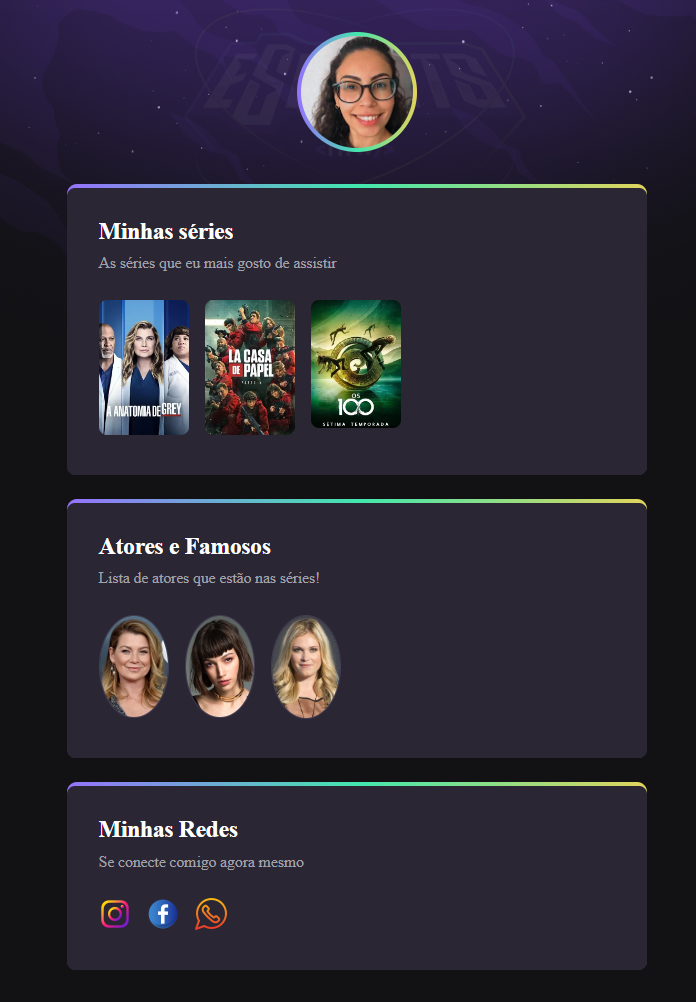 Minhas séries
As séries que eu mais gosto de assistir
A ANATOMIA DE GREY
LA CASA
DE PAPEL
OS
100
SÉTIMA TEMPORADA
Atores e Famosos
Lista de atores que estão nas séries!
Minhas Redes
Se conecte comigo agora mesmo